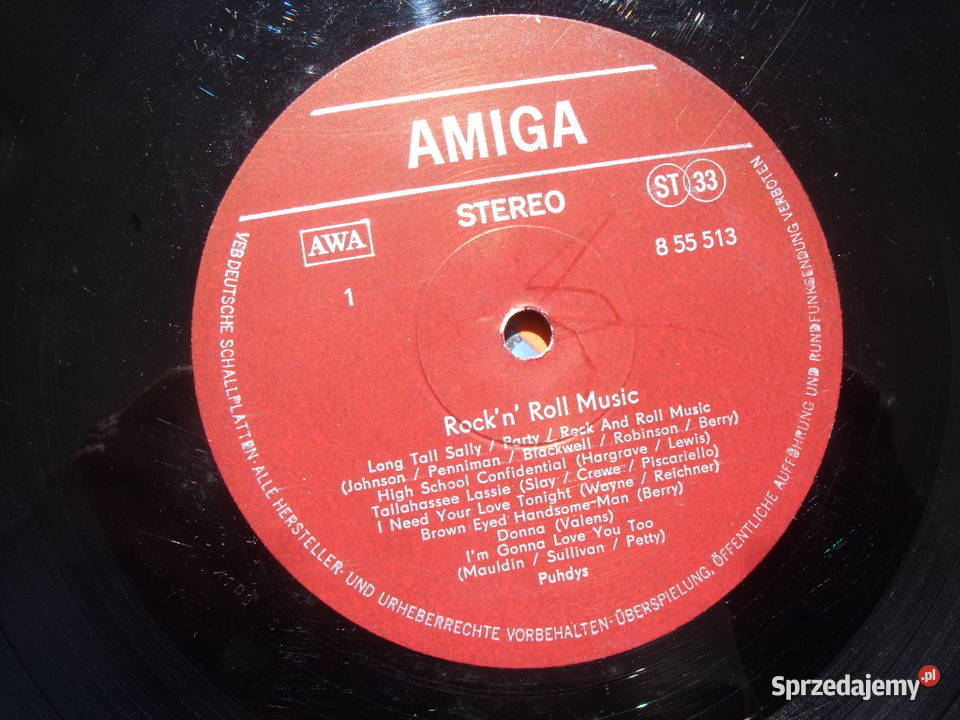 AMIGA
STEREO
ST 33
AWA
8 55 513
1
Rock'n' Roll Music
Long Tall Sally / Party / Rock And Roll Music
(Johnson / Penniman / Blackwell / Robinson / Berry)
High School Confidential (Hargrave / Lewis)
Tallahassee Lassie (Slay / Crewe / Piscariello)
I Need Your Love Tonight (Wayne / Reichner)
Brown Eyed Handsome-Man (Berry)
Donna (Valens)
I'm Gonna Love You Too
(Mauldin / Sullivan / Petty)
Puhdys
VEB DEUTSCHE SCHALLPLATTEN · ALLE HERSTELLER- UND URHEBERRECHTE VORBEHALTEN · ÜBERSPIELUNG, ÖFFENTLICHE AUFFÜHRUNG UND RUNDFUNKSENDUNG VERBOTEN
Sprzedajemy.pl